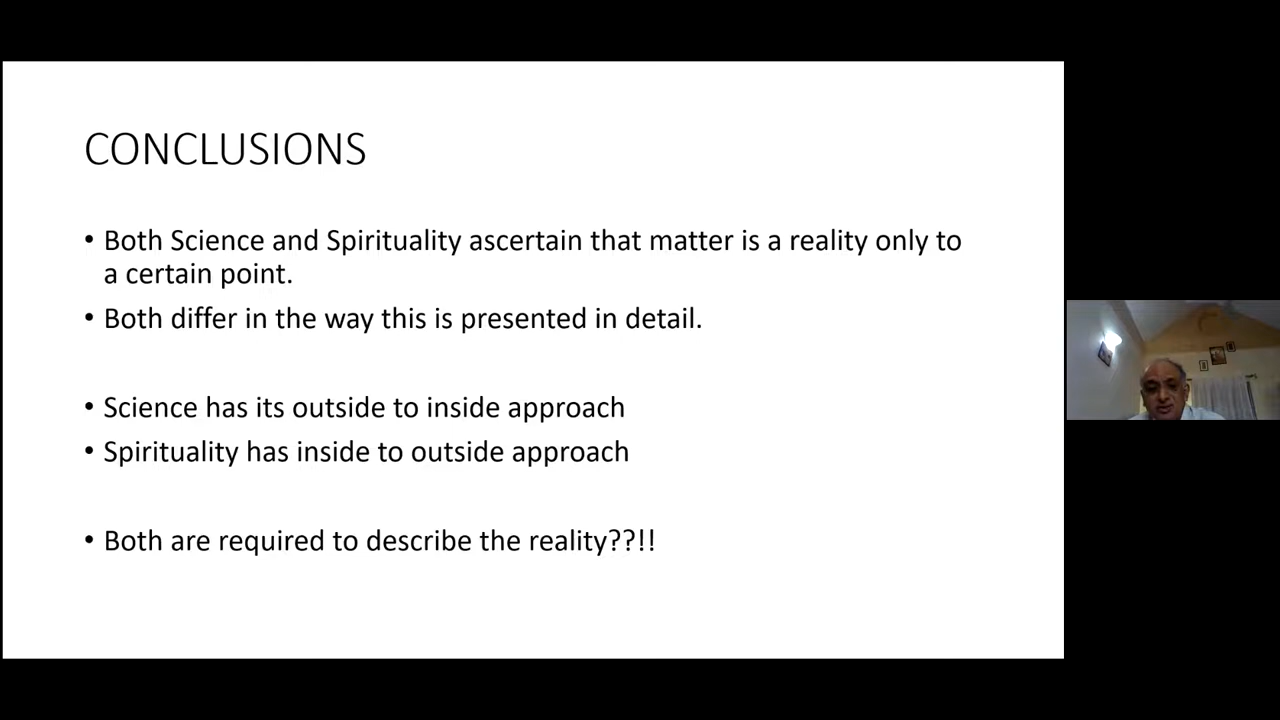 CONCLUSIONS
• Both Science and Spirituality ascertain that matter is a reality only to
a certain point.
• Both differ in the way this is presented in detail.
• Science has its outside to inside approach
• Spirituality has inside to outside approach
• Both are required to describe the reality??!!